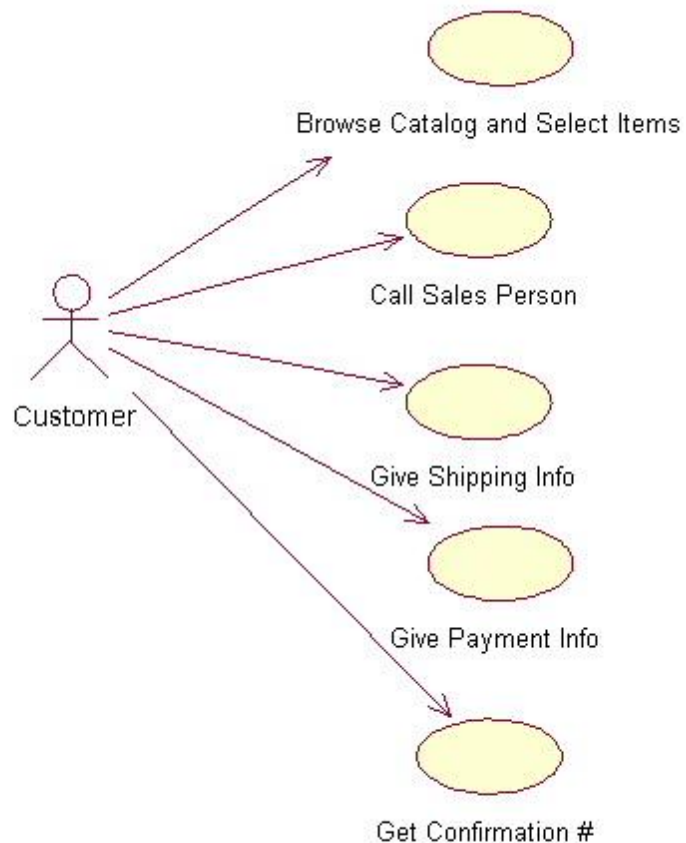 Browse Catalog and Select Items
Call Sales Person
Customer
Give Shipping Info
Give Payment Info
Get Confirmation #